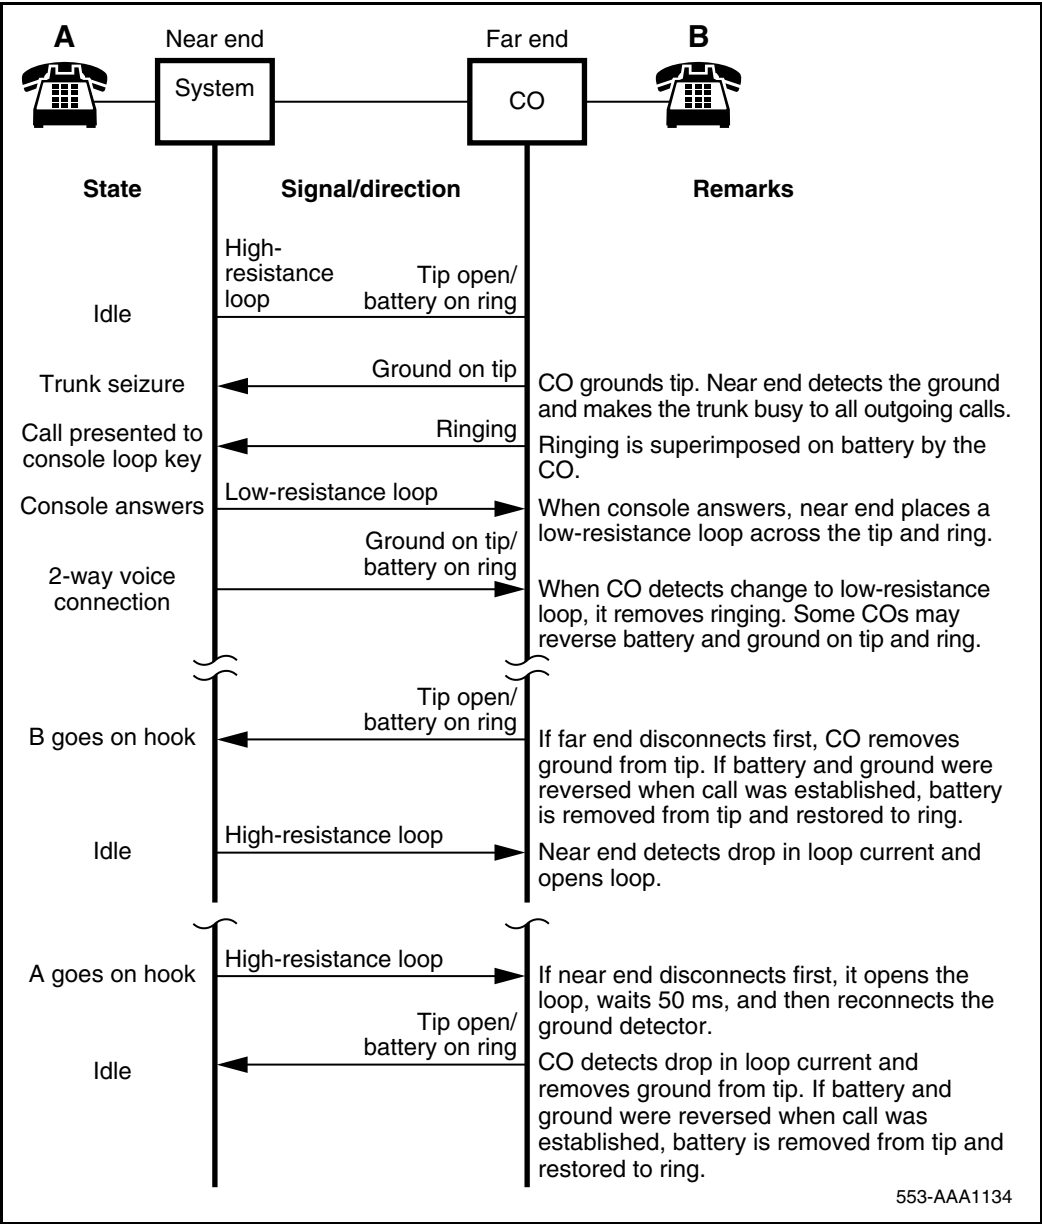 A
Near end
Far end
B
System
CO
State
Signal/direction
Remarks
High-
resistance
loop
Tip open/
battery on ring
Idle
Ground on tip
Trunk seizure
CO grounds tip. Near end detects the ground
and makes the trunk busy to all outgoing calls.
Call presented to
console loop key
Ringing
Ringing is superimposed on battery by the
CO.
Console answers
Low-resistance loop
When console answers, near end places a
low-resistance loop across the tip and ring.
Ground on tip/
battery on ring
2-way voice
connection
When CO detects change to low-resistance
loop, it removes ringing. Some COs may
reverse battery and ground on tip and ring.
Tip open/
battery on ring
B goes on hook
If far end disconnects first, CO removes
ground from tip. If battery and ground were
reversed when call was established, battery
is removed from tip and restored to ring.
High-resistance loop
Idle
Near end detects drop in loop current and
opens loop.
High-resistance loop
A goes on hook
If near end disconnects first, it opens the
loop, waits 50 ms, and then reconnects the
ground detector.
Tip open/
battery on ring
Idle
CO detects drop in loop current and
removes ground from tip. If battery and
ground were reversed when call was
established, battery is removed from tip and
restored to ring.
553-AAA1134